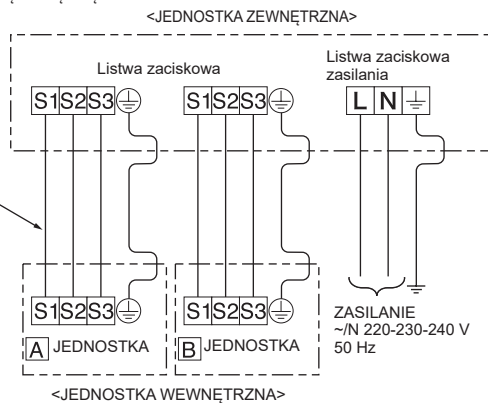 <JEDNOSTKA ZEWNĘTRZNA>
Listwa zaciskowa
Listwa zaciskowa
zasilania
S1 S2 S3
S1 S2 S3
L N
S1 S2 S3
S1 S2 S3
A JEDNOSTKA
B JEDNOSTKA
ZASILANIE
~/N 220-230-240 V
50 Hz
<JEDNOSTKA WEWNĘTRZNA>